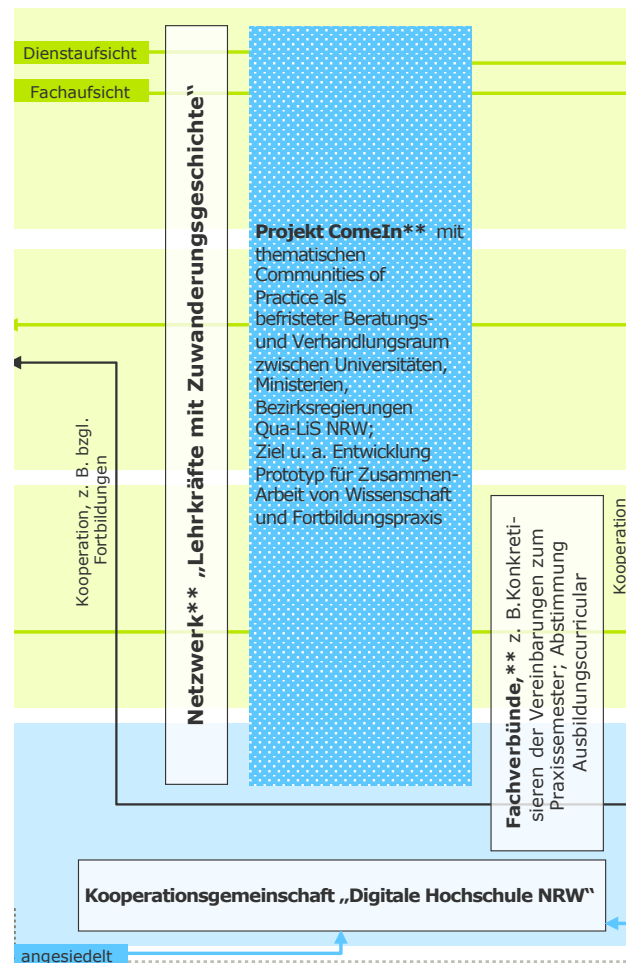 Dienstaufsicht
Fachaufsicht
Netzwerk** „Lehrkräfte mit Zuwanderungsgeschichte“
Projekt ComeIn** mit
thematischen
Communities of
Practice als
befristeter Beratungs-
und Verhandlungsraum
zwischen Universitäten,
Ministerien,
Bezirksregierungen
Qua-LiS NRW;
Ziel u. a. Entwicklung
Prototyp für Zusammen-
Arbeit von Wissenschaft
und Fortbildungspraxis
Kooperation, z. B. bzgl.
Fortbildungen
Fachverbünde,** z. B.Konkreti-
sieren der Vereinbarungen zum
Praxissemester; Abstimmung
Ausbildungscurricular
Kooperation
Kooperationsgemeinschaft „Digitale Hochschule NRW“
angesiedelt